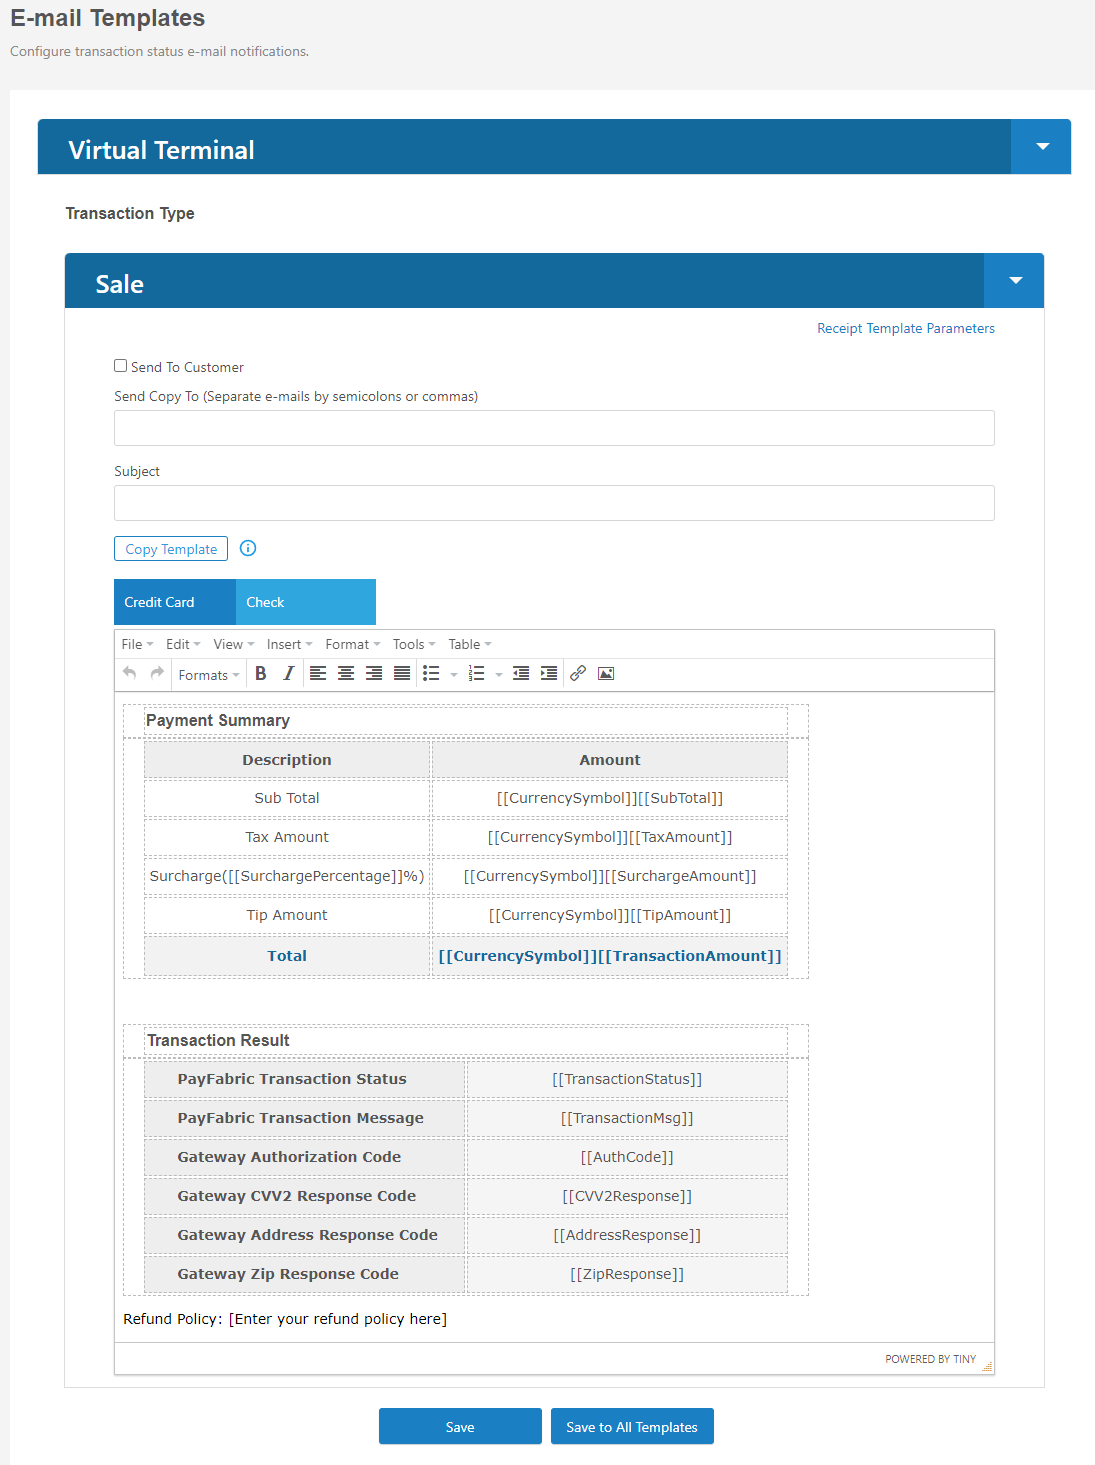 E-mail Templates
Configure transaction status e-mail notifications.
Virtual Terminal
Transaction Type
Sale
Receipt Template Parameters
Send To Customer
Send Copy To (Separate e-mails by semicolons or commas)
Subject
Copy Template
Credit Card Check
File Edit View Insert Format Tools Table
Formats B I
Payment Summary
Description Amount
Sub Total [[CurrencySymbol]][[SubTotal]]
Tax Amount [[CurrencySymbol]][[TaxAmount]]
Surcharge([[SurchargePercentage]]%) [[CurrencySymbol]][[SurchargeAmount]]
Tip Amount [[CurrencySymbol]][[TipAmount]]
Total [[CurrencySymbol]][[TransactionAmount]]
Transaction Result
PayFabric Transaction Status [[TransactionStatus]]
PayFabric Transaction Message [[TransactionMsg]]
Gateway Authorization Code [[AuthCode]]
Gateway CVV2 Response Code [[CVV2Response]]
Gateway Address Response Code [[AddressResponse]]
Gateway Zip Response Code [[ZipResponse]]
Refund Policy: [Enter your refund policy here]
POWERED BY TINY
Save Save to All Templates